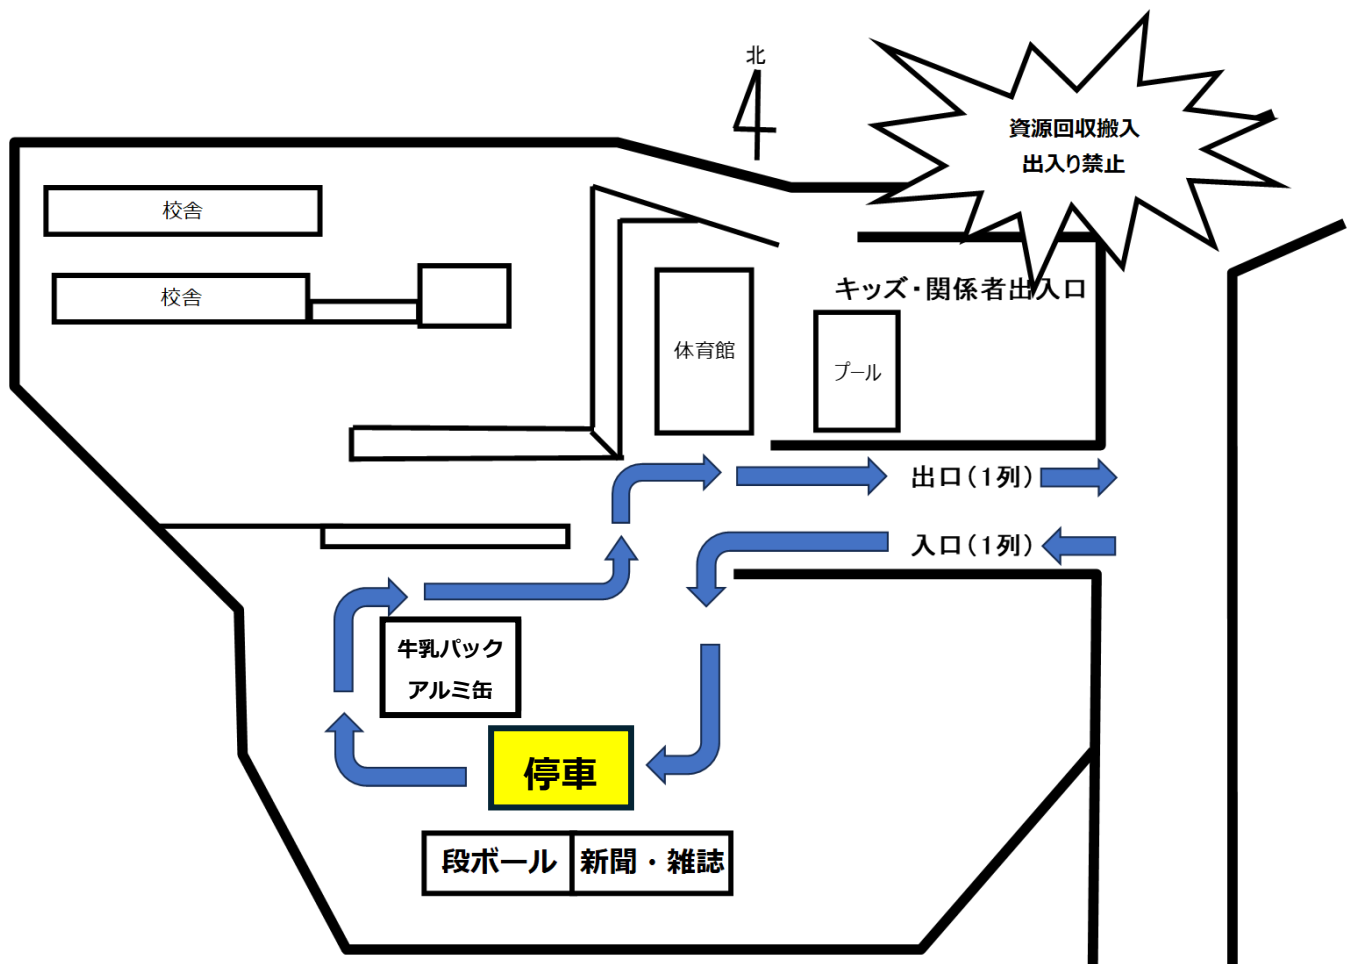 北
資源回収搬入
出入り禁止
校舎
校舎
キッズ・関係者出入口
体育館
プール
出口(1列)
入口(1列)
牛乳パック
アルミ缶
停車
段ボール
新聞・雑誌